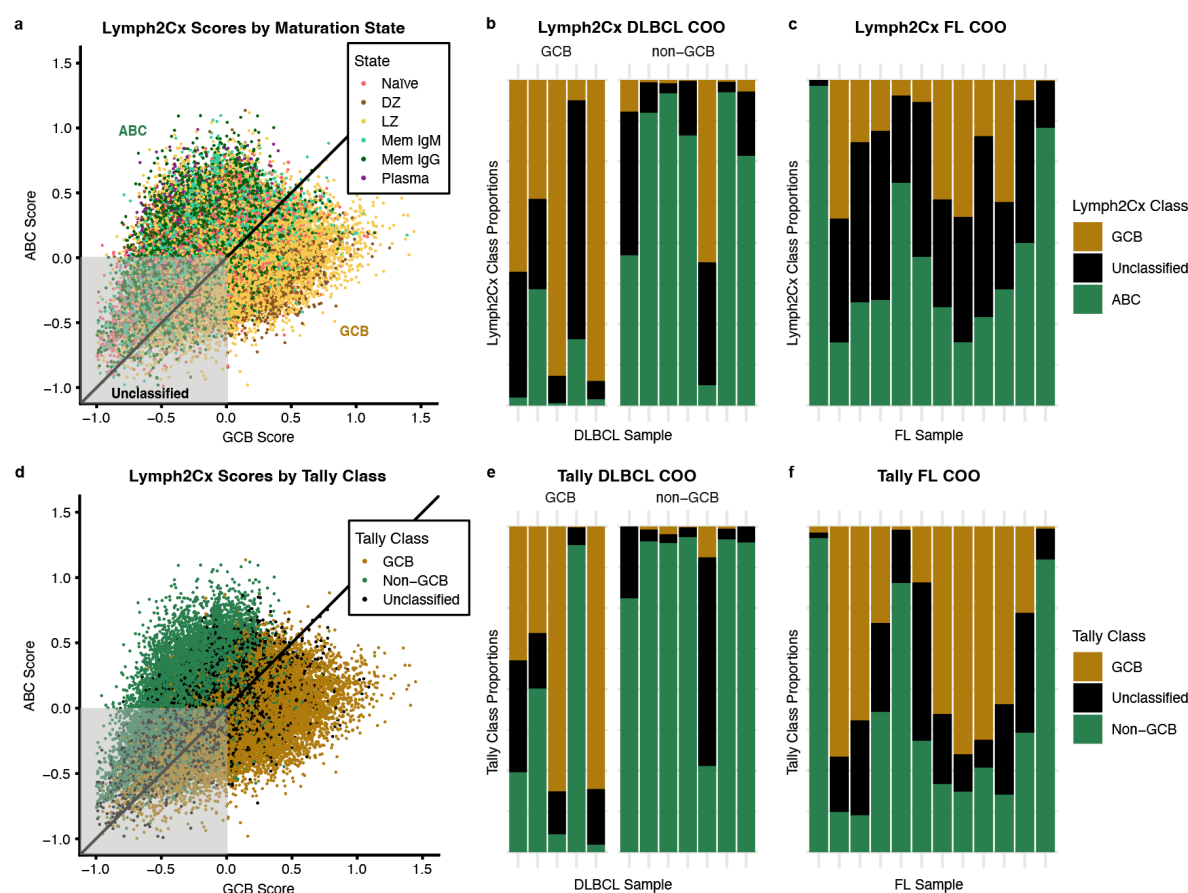 a
Lymph2Cx Scores by Maturation State
ABC Score
1.5
1.0
0.5
0.0
−0.5
−1.0
ABC
GCB
Unclassified
State
Naïve
DZ
LZ
Mem IgM
Mem IgG
Plasma
−1.0 −0.5 0.0 0.5 1.0 1.5
GCB Score
b
Lymph2Cx DLBCL COO
GCB non−GCB
Lymph2Cx Class Proportions
DLBCL Sample
c
Lymph2Cx FL COO
Lymph2Cx Class Proportions
FL Sample
Lymph2Cx Class
GCB
Unclassified
ABC
d
Lymph2Cx Scores by Tally Class
ABC Score
1.5
1.0
0.5
0.0
−0.5
−1.0
Tally Class
GCB
Non−GCB
Unclassified
−1.0 −0.5 0.0 0.5 1.0 1.5
GCB Score
e
Tally DLBCL COO
GCB non−GCB
Tally Class Proportions
DLBCL Sample
f
Tally FL COO
Tally Class Proportions
FL Sample
Tally Class
GCB
Unclassified
Non−GCB